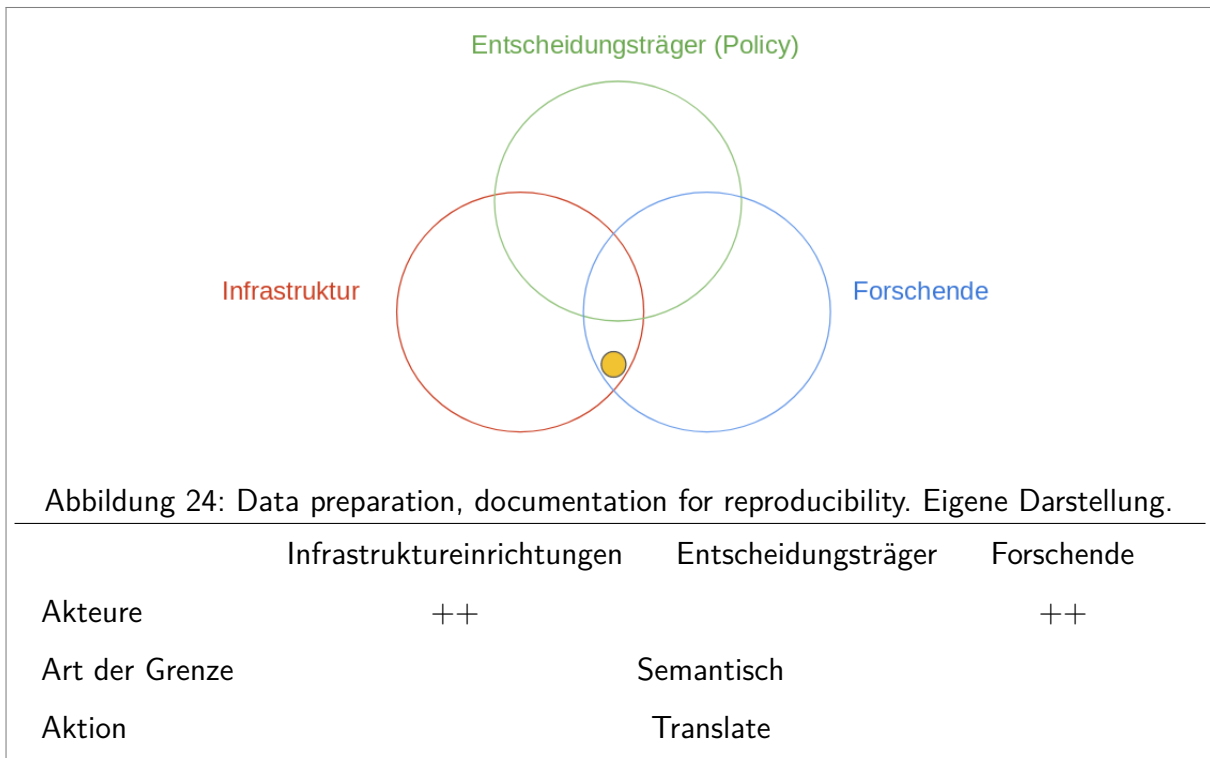 Entscheidungsträger (Policy)
Infrastruktur
Forschende
Abbildung 24: Data preparation, documentation for reproducibility. Eigene Darstellung.
Infrastruktureinrichtungen Entscheidungsträger Forschende
Akteure ++ ++
Art der Grenze Semantisch
Aktion Translate